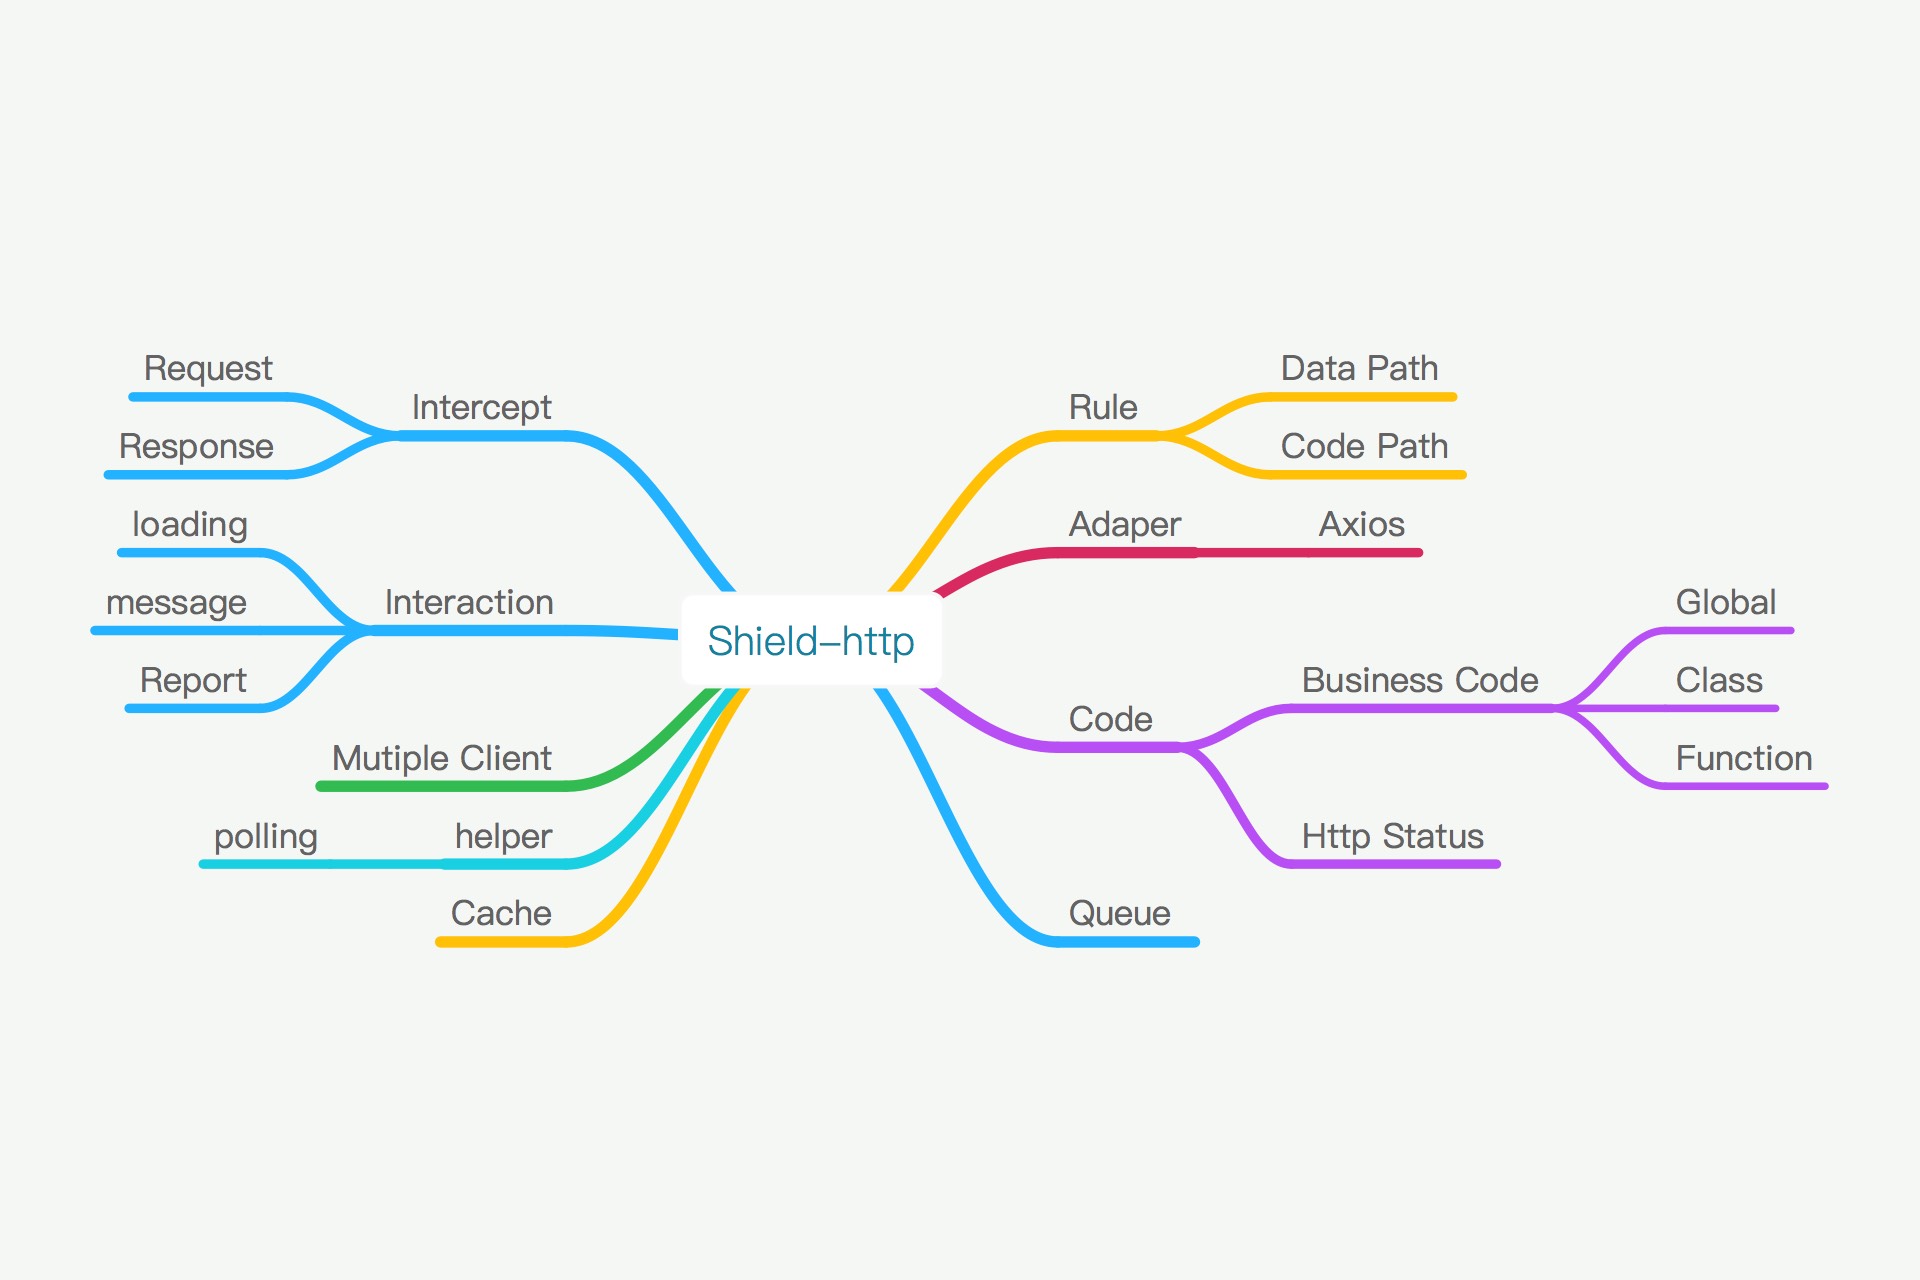 Shield-http
Intercept
Request
Response
Interaction
loading
message
Report
Mutiple Client
helper
polling
Cache
Rule
Data Path
Code Path
Adaper
Axios
Code
Business Code
Global
Class
Function
Http Status
Queue